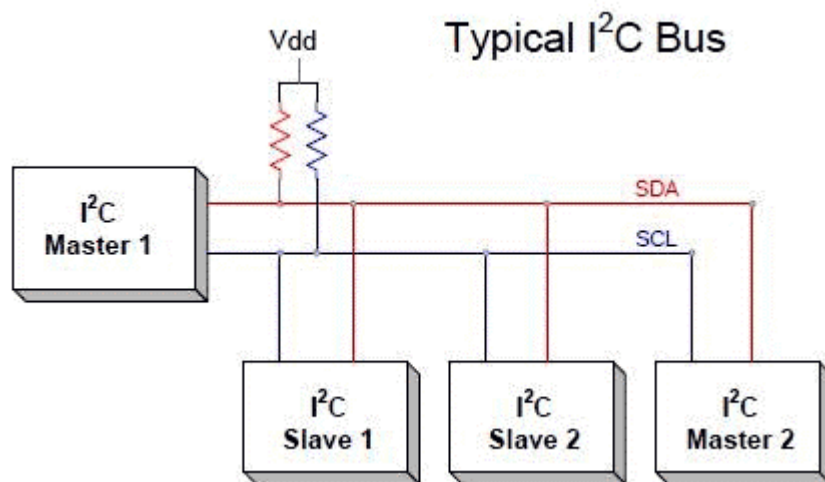 Typical I²C Bus
Vdd
SDA
SCL
I²C
Master 1
I²C
Slave 1
I²C
Slave 2
I²C
Master 2